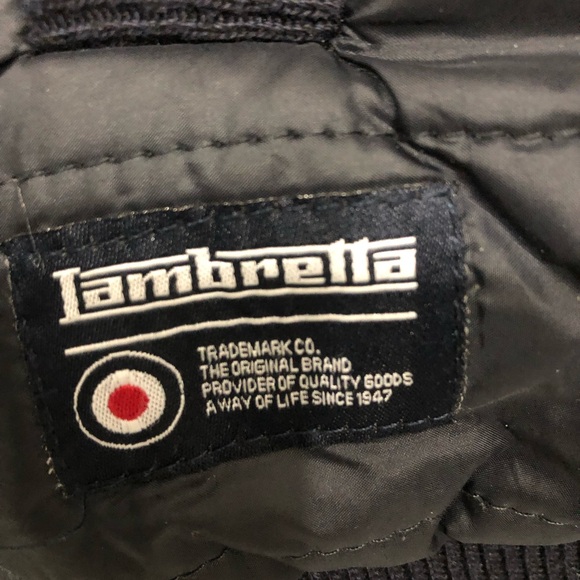 Lambretta
TRADEMARK CO.
THE ORIGINAL BRAND
PROVIDER OF QUALITY GOODS
A WAY OF LIFE SINCE 1947